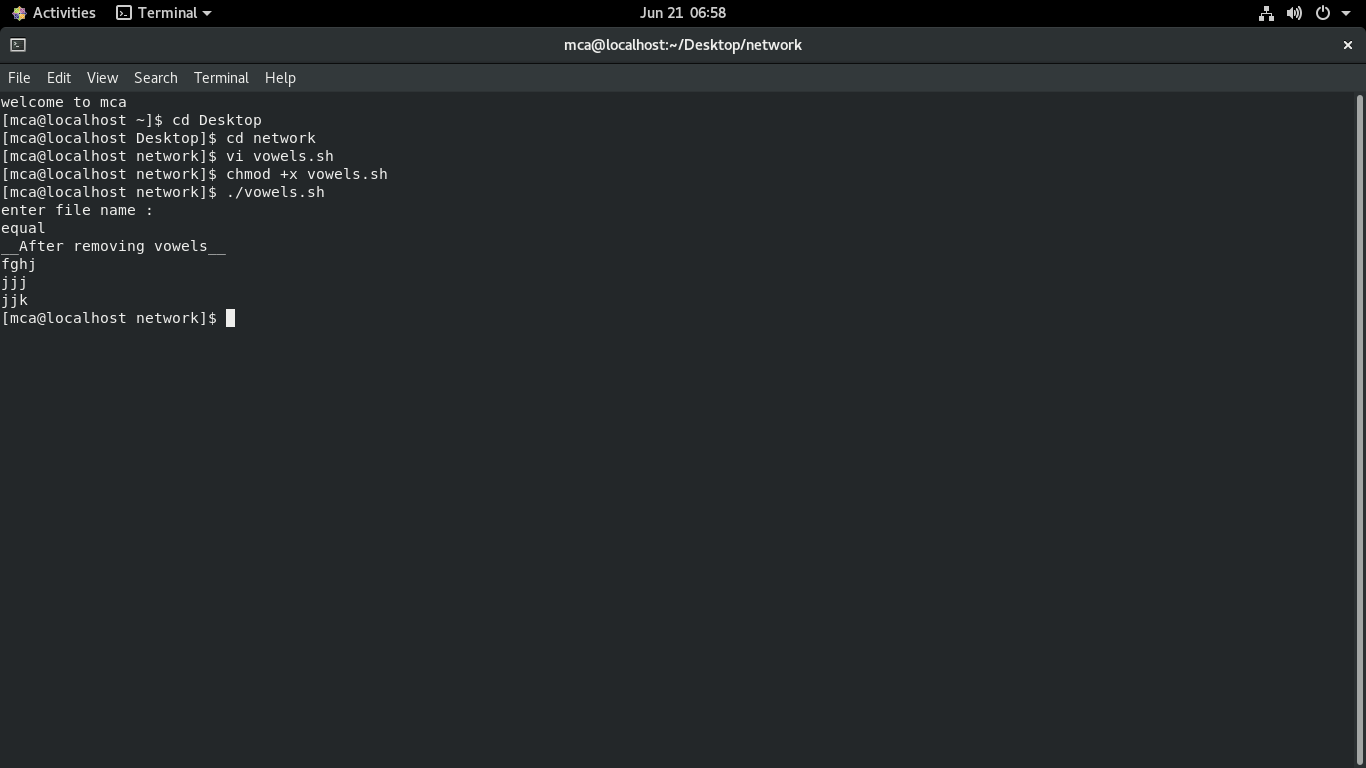 Activities Terminal Jun 21 06:58
mca@localhost:~/Desktop/network
File Edit View Search Terminal Help
welcome to mca
[mca@localhost ~]$ cd Desktop
[mca@localhost Desktop]$ cd network
[mca@localhost network]$ vi vowels.sh
[mca@localhost network]$ chmod +x vowels.sh
[mca@localhost network]$ ./vowels.sh
enter file name :
equal
__After removing vowels__
fghj
jjj
jjk
[mca@localhost network]$